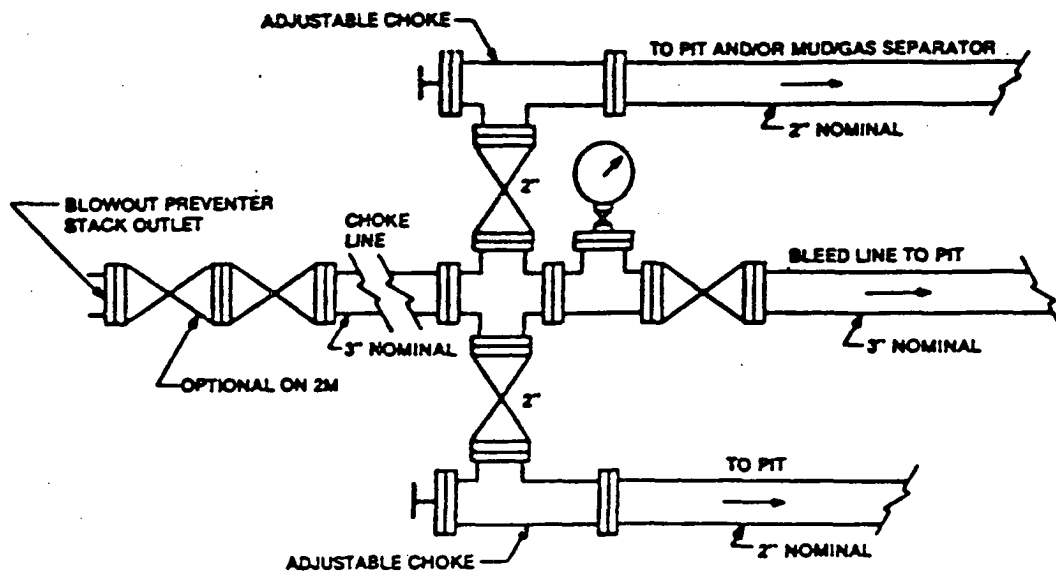 ADJUSTABLE CHOKE
TO PIT AND/OR MUD/GAS SEPARATOR
2" NOMINAL
2"
BLOWOUT PREVENTER
STACK OUTLET
CHOKE
LINE
BLEED LINE TO PIT
3" NOMINAL
3" NOMINAL
OPTIONAL ON 2M
2"
TO PIT
2" NOMINAL
ADJUSTABLE CHOKE